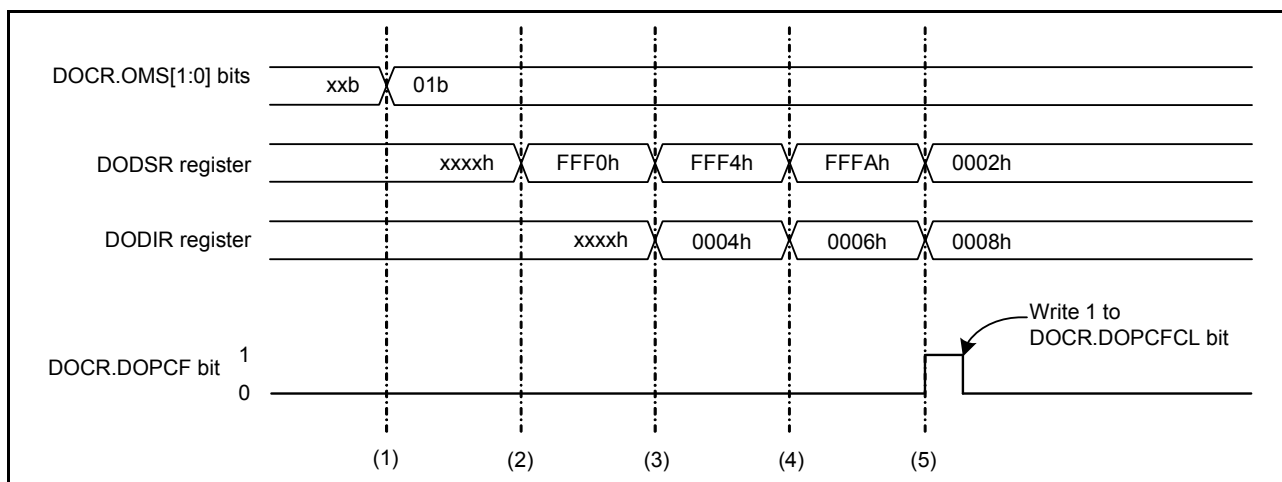 DOCR.OMS[1:0] bits xxb 01b
DODSR register xxxxh FFF0h FFF4h FFFAh 0002h
DODIR register xxxxh 0004h 0006h 0008h
Write 1 to
DOCR.DOPCFCL bit
DOCR.DOPCF bit 1
0
(1) (2) (3) (4) (5)